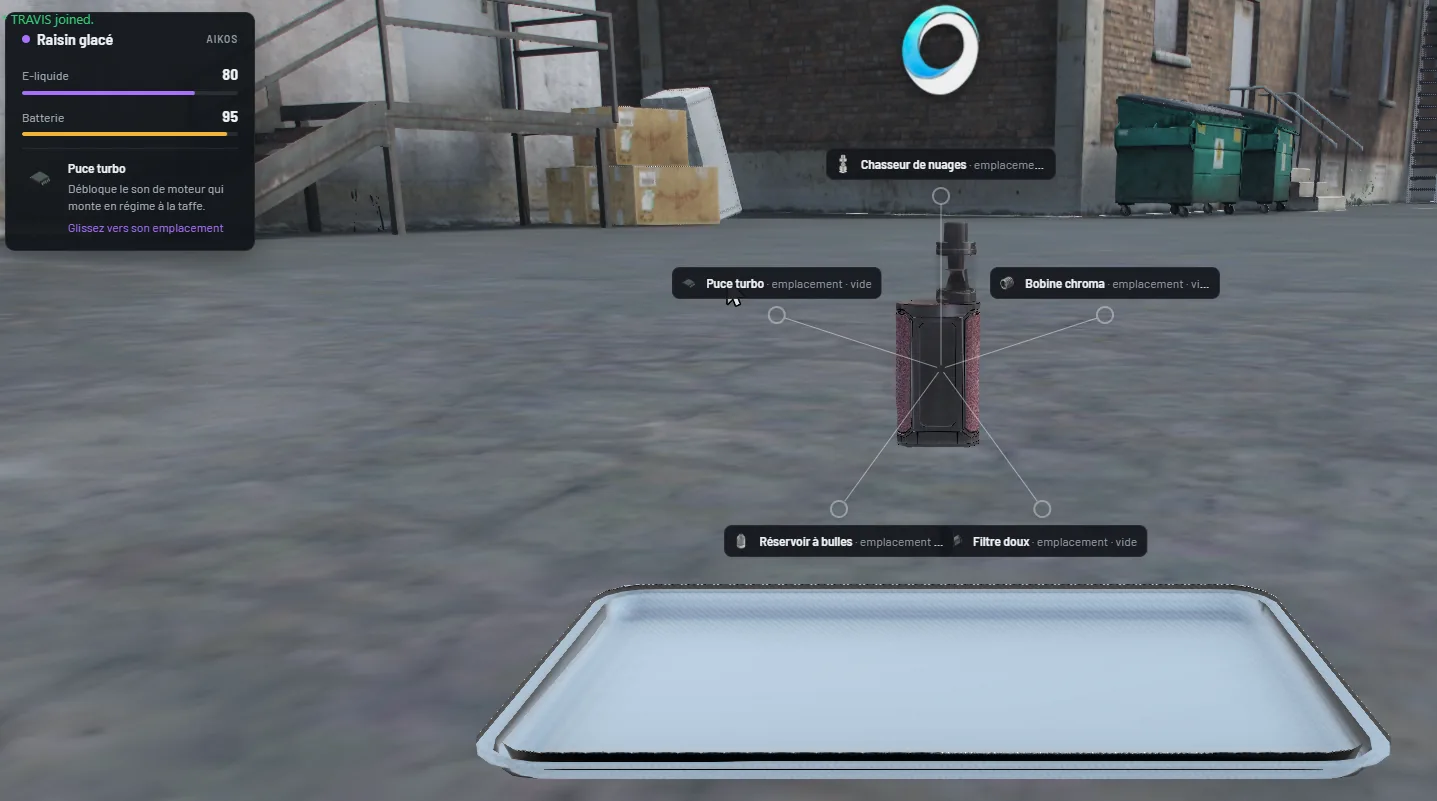 TRAVIS joined.
Raisin glacé AIKOS
E-liquide 80
Batterie 95
Puce turbo
Débloque le son de moteur qui
monte en régime à la taffe.
Glissez vers son emplacement
Chasseur de nuages · emplaceme...
Puce turbo · emplacement · vide
Bobine chroma · emplacement · vi...
Réservoir à bulles · emplacement ...
Filtre doux · emplacement · vide